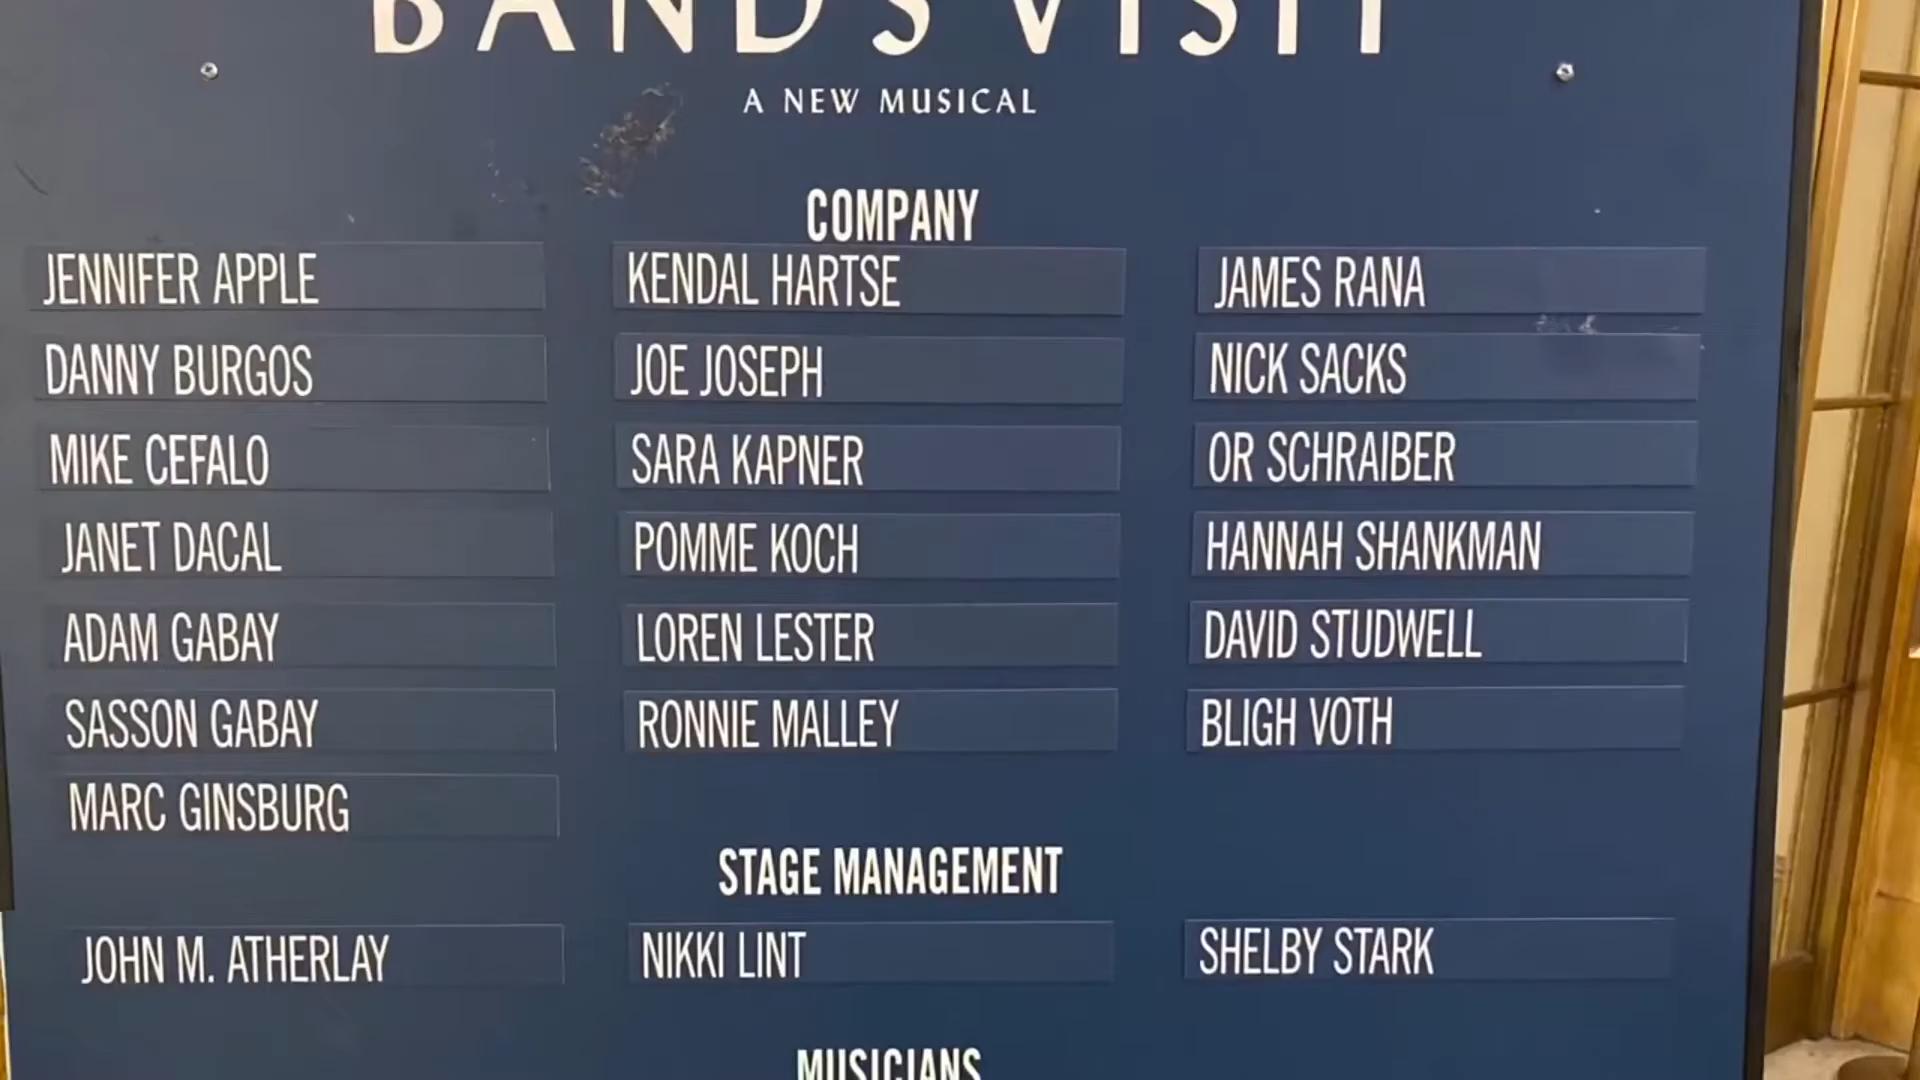 BAND'S VISIT
A NEW MUSICAL
COMPANY
JENNIFER APPLE
DANNY BURGOS
MIKE CEFALO
JANET DACAL
ADAM GABAY
SASSON GABAY
MARC GINSBURG
KENDAL HARTSE
JOE JOSEPH
SARA KAPNER
POMME KOCH
LOREN LESTER
RONNIE MALLEY
JAMES RANA
NICK SACKS
OR SCHRAIBER
HANNAH SHANKMAN
DAVID STUDWELL
BLIGH VOTH
STAGE MANAGEMENT
JOHN M. ATHERLAY
NIKKI LINT
SHELBY STARK
MUSICIANS